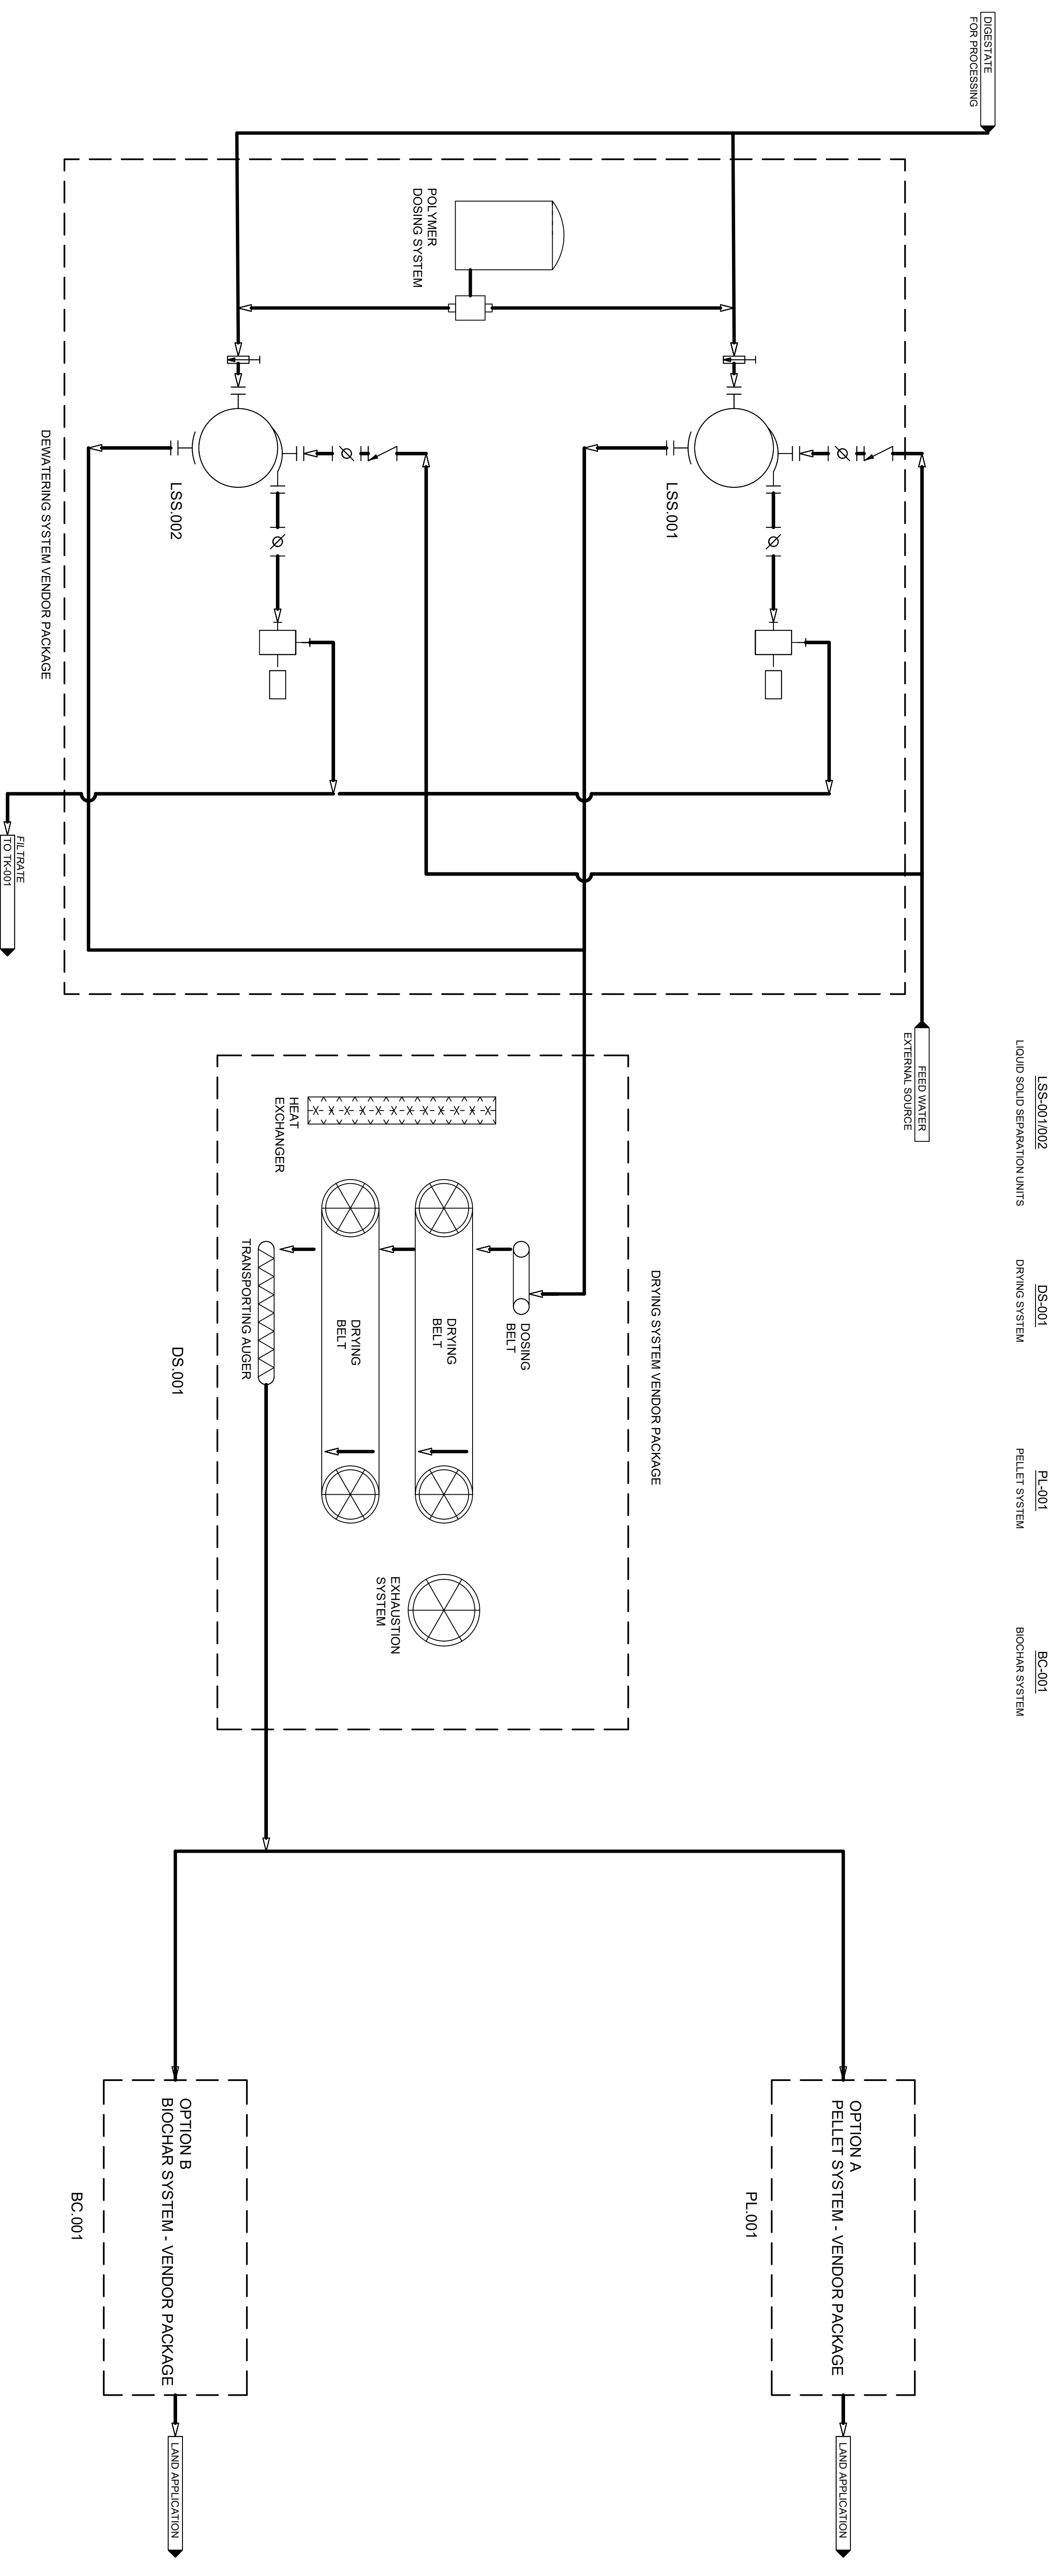 LSS-001/002
LIQUID SOLID SEPARATION UNITS
DS-001
DRYING SYSTEM
PL-001
PELLET SYSTEM
BC-001
BIOCHAR SYSTEM
DIGESTATE
FOR PROCESSING
FEED WATER
EXTERNAL SOURCE
POLYMER
DOSING SYSTEM
LSS.001
LSS.002
DEWATERING SYSTEM VENDOR PACKAGE
FILTRATE
TO TK-001
DRYING SYSTEM VENDOR PACKAGE
DOSING
BELT
DRYING
BELT
DRYING
BELT
HEAT
EXCHANGER
TRANSPORTING AUGER
EXHAUSTION
SYSTEM
DS.001
OPTION A
PELLET SYSTEM - VENDOR PACKAGE
PL.001
LAND APPLICATION
OPTION B
BIOCHAR SYSTEM - VENDOR PACKAGE
BC.001
LAND APPLICATION